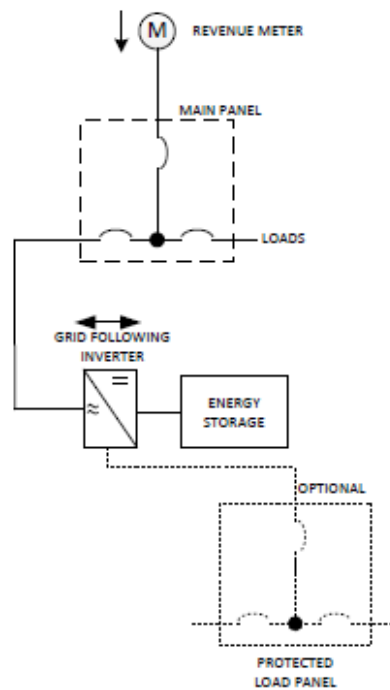 M
REVENUE METER
MAIN PANEL
LOADS
GRID FOLLOWING
INVERTER
ENERGY
STORAGE
OPTIONAL
PROTECTED
LOAD PANEL